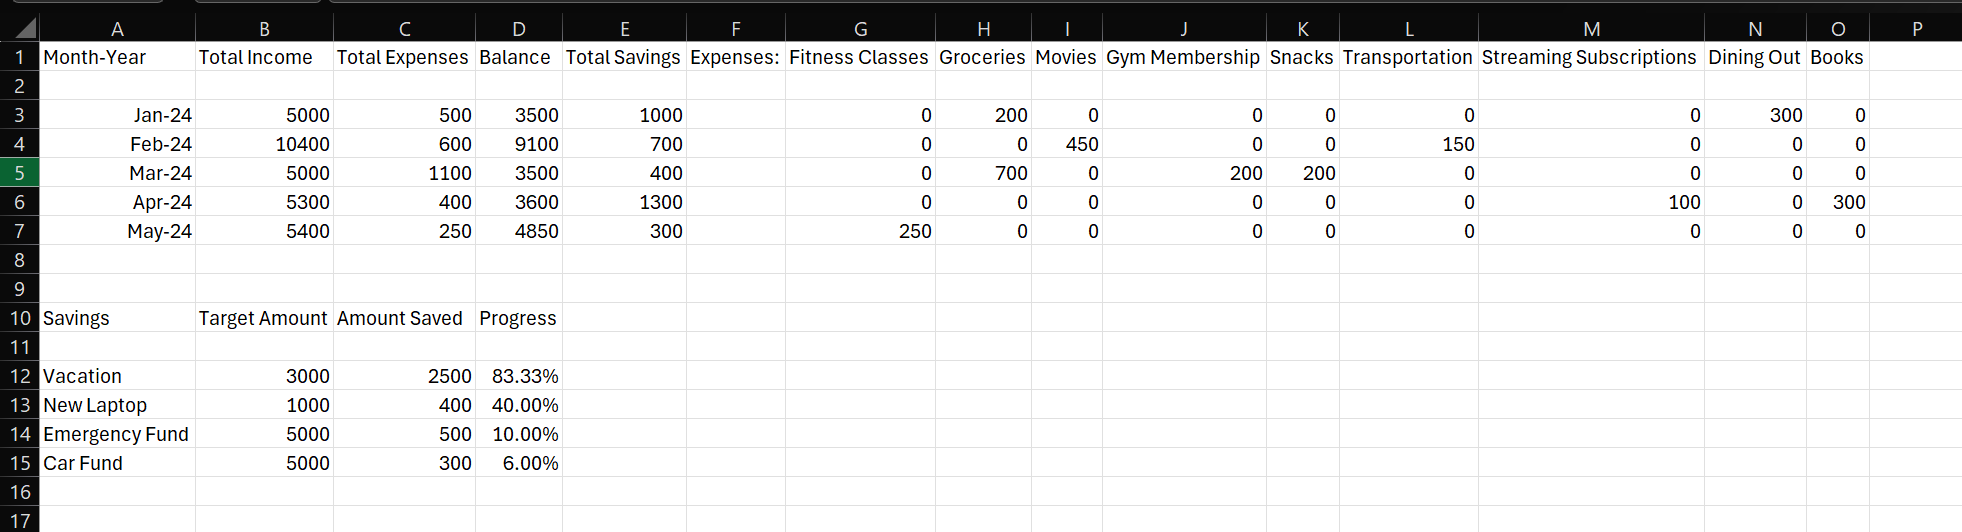 A B C D E F G H I J K L M N O P
1 Month-Year Total Income Total Expenses Balance Total Savings Expenses: Fitness Classes Groceries Movies Gym Membership Snacks Transportation Streaming Subscriptions Dining Out Books
2
3 Jan-24 5000 500 3500 1000 0 200 0 0 0 0 0 300 0
4 Feb-24 10400 600 9100 700 0 0 450 0 0 150 0 0 0
5 Mar-24 5000 1100 3500 400 0 700 0 200 200 0 0 0 0
6 Apr-24 5300 400 3600 1300 0 0 0 0 0 0 100 0 300
7 May-24 5400 250 4850 300 250 0 0 0 0 0 0 0 0
8
9
10 Savings Target Amount Amount Saved Progress
11
12 Vacation 3000 2500 83.33%
13 New Laptop 1000 400 40.00%
14 Emergency Fund 5000 500 10.00%
15 Car Fund 5000 300 6.00%
16
17